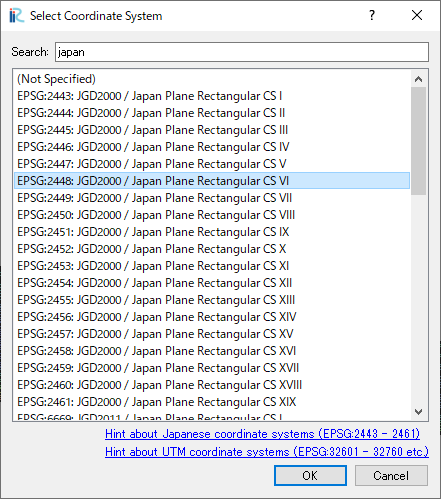 Select Coordinate System
Search: japan
(Not Specified)
EPSG:2443: JGD2000 / Japan Plane Rectangular CS I
EPSG:2444: JGD2000 / Japan Plane Rectangular CS II
EPSG:2445: JGD2000 / Japan Plane Rectangular CS III
EPSG:2446: JGD2000 / Japan Plane Rectangular CS IV
EPSG:2447: JGD2000 / Japan Plane Rectangular CS V
EPSG:2448: JGD2000 / Japan Plane Rectangular CS VI
EPSG:2449: JGD2000 / Japan Plane Rectangular CS VII
EPSG:2450: JGD2000 / Japan Plane Rectangular CS VIII
EPSG:2451: JGD2000 / Japan Plane Rectangular CS IX
EPSG:2452: JGD2000 / Japan Plane Rectangular CS X
EPSG:2453: JGD2000 / Japan Plane Rectangular CS XI
EPSG:2454: JGD2000 / Japan Plane Rectangular CS XII
EPSG:2455: JGD2000 / Japan Plane Rectangular CS XIII
EPSG:2456: JGD2000 / Japan Plane Rectangular CS XIV
EPSG:2457: JGD2000 / Japan Plane Rectangular CS XV
EPSG:2458: JGD2000 / Japan Plane Rectangular CS XVI
EPSG:2459: JGD2000 / Japan Plane Rectangular CS XVII
EPSG:2460: JGD2000 / Japan Plane Rectangular CS XVIII
EPSG:2461: JGD2000 / Japan Plane Rectangular CS XIX
EPSG:6669: JGD2011 / Japan Plane Rectangular CS I
Hint about Japanese coordinate systems (EPSG:2443 - 2461)
Hint about UTM coordinate systems (EPSG:32601 - 32760 etc.)
OK Cancel